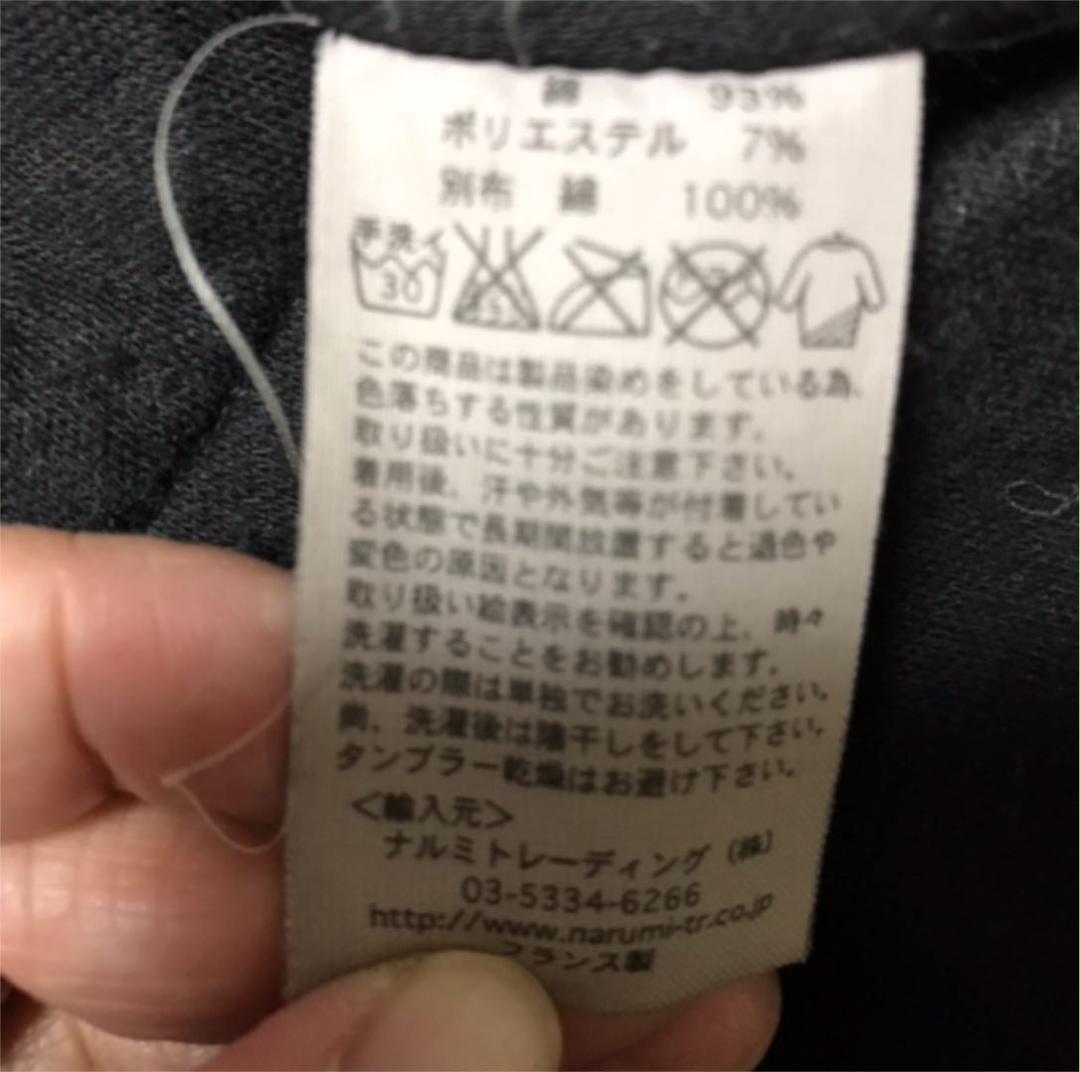 綿 93%
ポリエステル 7%
別布 綿 100%
手洗イ
30
この商品は製品染めをしている為、
色落ちする性質があります。
取り扱いに十分ご注意下さい。
着用後、汗や外気等が付着してい
る状態で長期間放置すると退色や
変色の原因となります。
取り扱い絵表示を確認の上、時々
洗濯することをお勧めします。
洗濯の際は単独でお洗いください。
尚、洗濯後は陰干しをして下さい。
タンブラー乾燥はお避け下さい。
＜輸入元＞
ナルミトレーディング（株）
03-5334-6266
http://www.narumi-tr.co.jp
フランス製